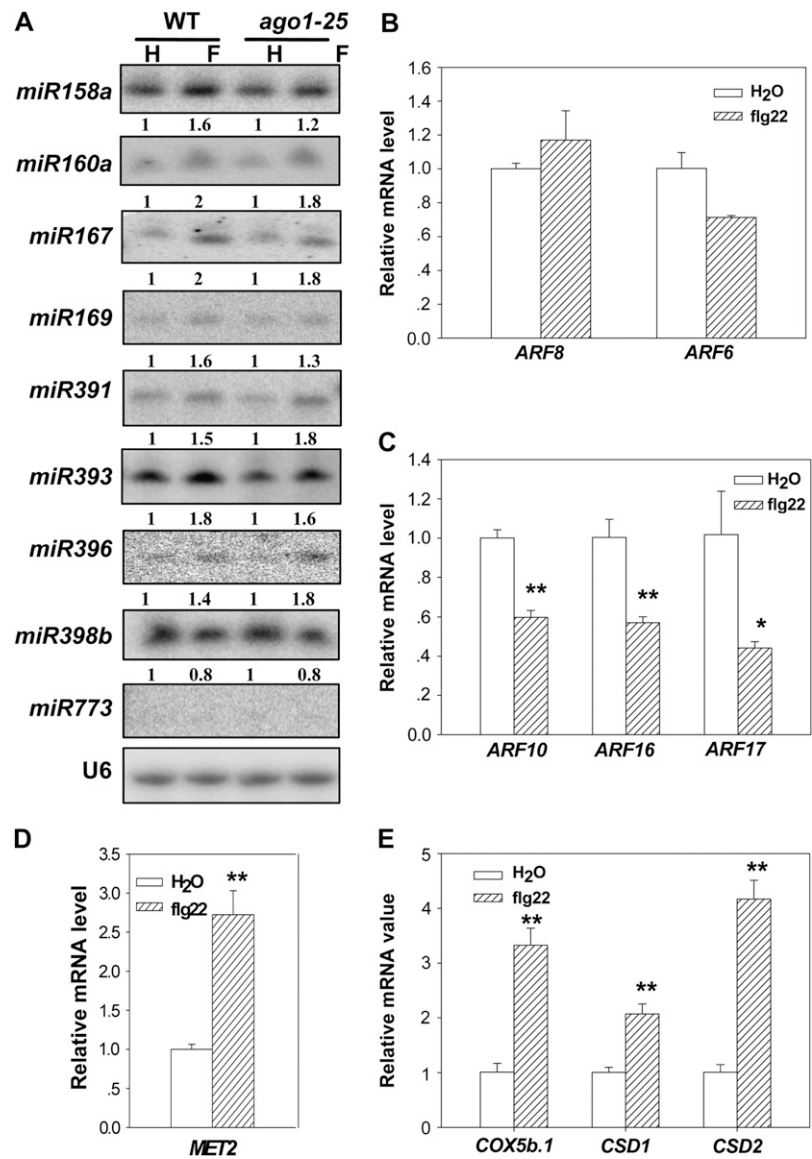 A
WT ago1-25
H F H F
miR158a
1 1.6 1 1.2
miR160a
1 2 1 1.8
miR167
1 2 1 1.8
miR169
1 1.6 1 1.3
miR391
1 1.5 1 1.8
miR393
1 1.8 1 1.6
miR396
1 1.4 1 1.8
miR398b
1 0.8 1 0.8
miR773
U6
B
Relative mRNA level
1.6
1.4
1.2
1.0
.8
.6
.4
.2
0.0
H2O
flg22
ARF8 ARF6
C
Relative mRNA level
1.4
1.2
1.0
.8
.6
.4
.2
0.0
H2O
flg22
** ** *
ARF10 ARF16 ARF17
D
Relative mRNA level
3.5
3.0
2.5
2.0
1.5
1.0
.5
0.0
H2O
flg22
**
MET2
E
Relative mRNA value
5
4
3
2
1
0
H2O
flg22
** ** **
COX5b.1 CSD1 CSD2